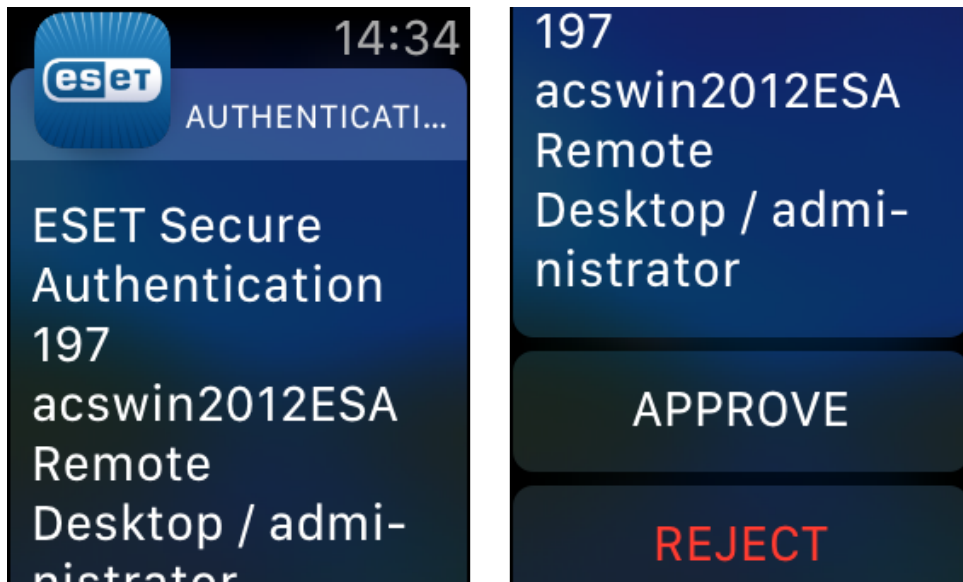 14:34
eseT
AUTHENTICATI...
ESET Secure
Authentication
197
acswin2012ESA
Remote
Desktop / admi-
nistrator
197
acswin2012ESA
Remote
Desktop / admi-
nistrator
APPROVE
REJECT